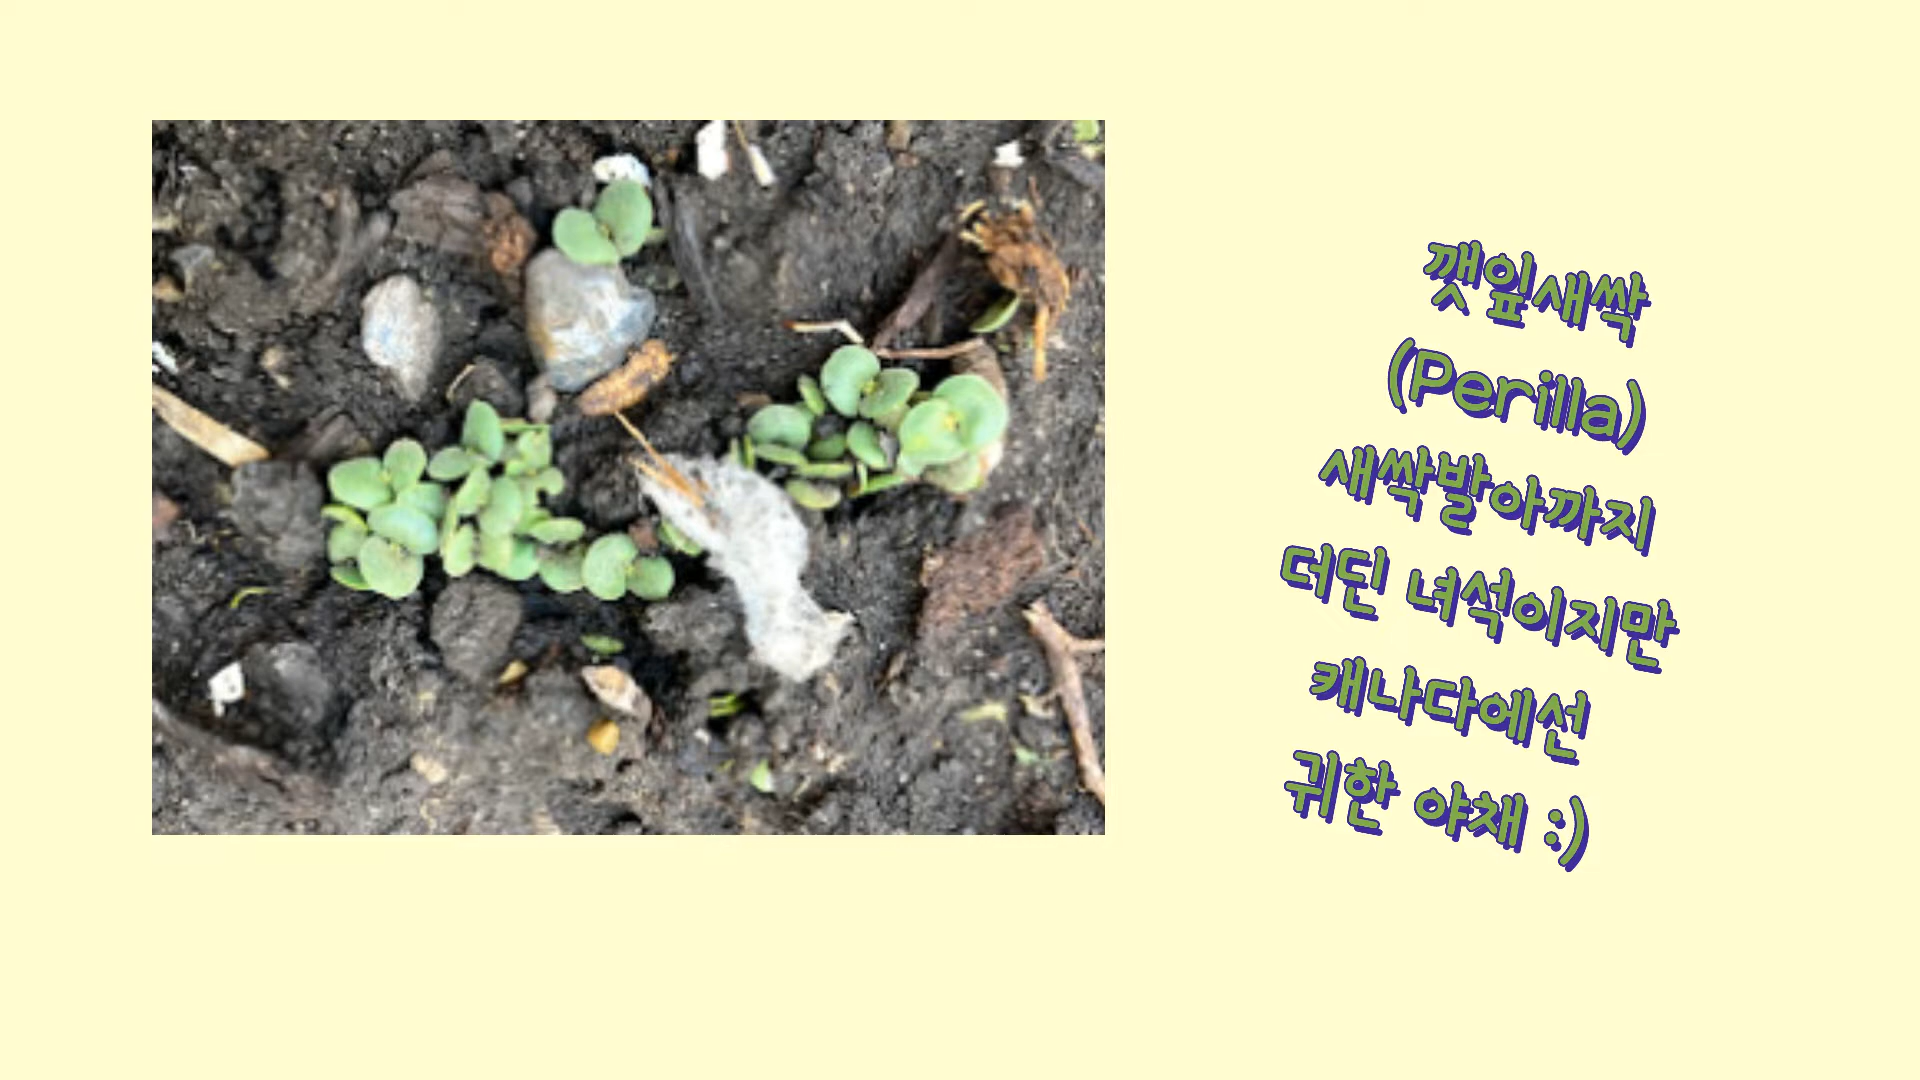 깻잎새싹
(Perilla)
새싹발아까지
더딘 녀석이지만
캐나다에선
귀한 야채 :)